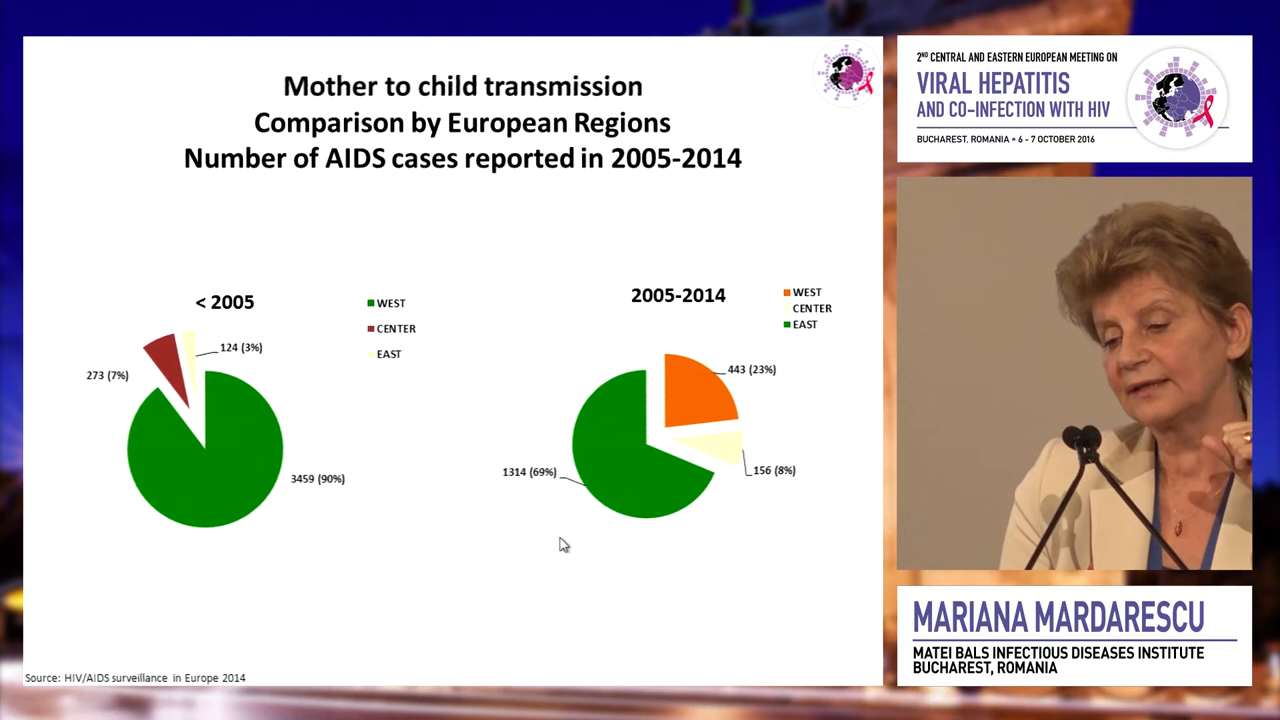 Mother to child transmission
Comparison by European Regions
Number of AIDS cases reported in 2005-2014
< 2005
WEST
CENTER
EAST
124 (3%)
273 (7%)
3459 (90%)
2005-2014
WEST
CENTER
EAST
443 (23%)
156 (8%)
1314 (69%)
Source: HIV/AIDS surveillance in Europe 2014
2ND CENTRAL AND EASTERN EUROPEAN MEETING ON
VIRAL HEPATITIS
AND CO-INFECTION WITH HIV
BUCHAREST, ROMANIA • 6 - 7 OCTOBER 2016
MARIANA MARDARESCU
MATEI BALS INFECTIOUS DISEASES INSTITUTE
BUCHAREST, ROMANIA